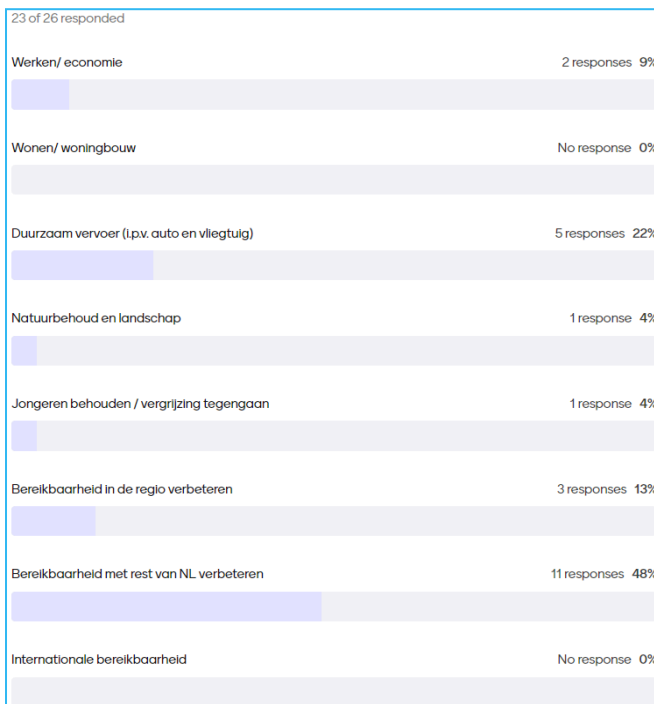 23 of 26 responded
Werken/ economie 2 responses 9%
Wonen/ woningbouw No response 0%
Duurzaam vervoer (i.p.v. auto en vliegtuig) 5 responses 22%
Natuurbehoud en landschap 1 response 4%
Jongeren behouden / vergrijzing tegengaan 1 response 4%
Bereikbaarheid in de regio verbeteren 3 responses 13%
Bereikbaarheid met rest van NL verbeteren 11 responses 48%
Internationale bereikbaarheid No response 0%